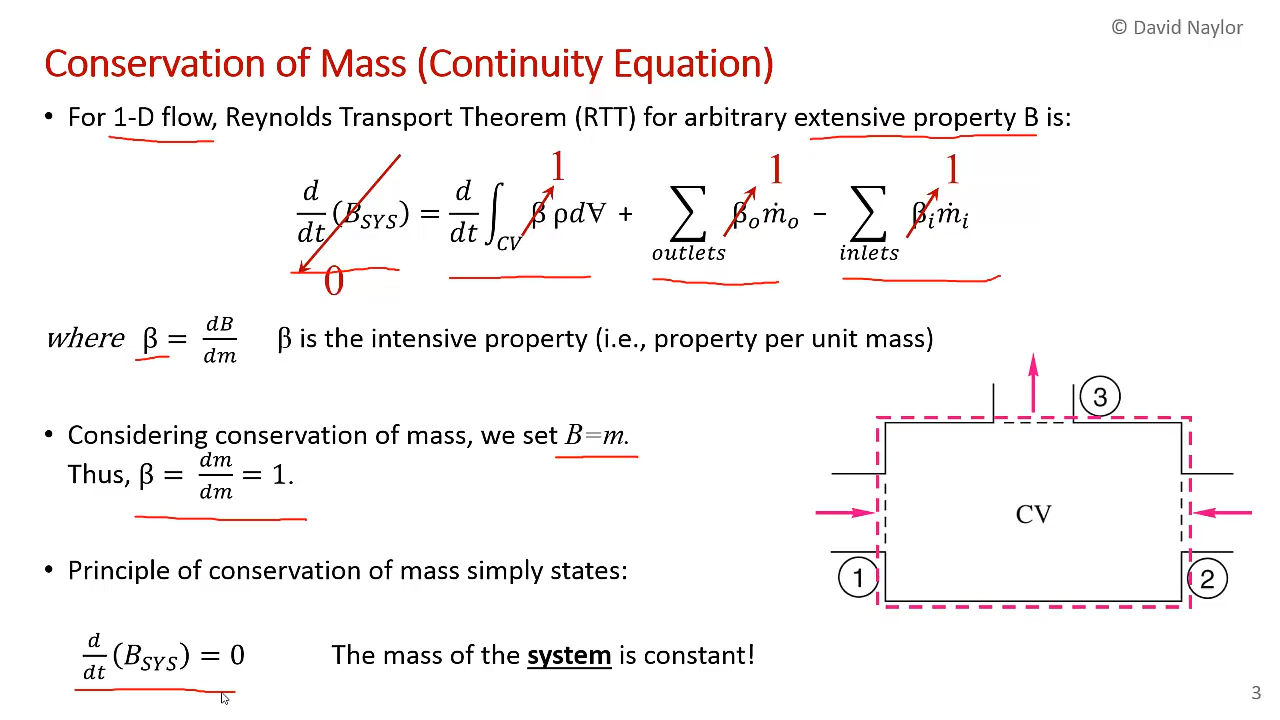 © David Naylor
Conservation of Mass (Continuity Equation)
• For 1-D flow, Reynolds Transport Theorem (RTT) for arbitrary extensive property B is:
1 1 1
d/dt (B_SYS) = d/dt ∫_CV β ρd∀ + ∑_outlets β_o ṁ_o – ∑_inlets β_i ṁ_i
0
where β = dB/dm β is the intensive property (i.e., property per unit mass)
3
• Considering conservation of mass, we set B=m.
Thus, β = dm/dm = 1.
CV
1 2
• Principle of conservation of mass simply states:
d/dt (B_SYS) = 0 The mass of the system is constant!
3